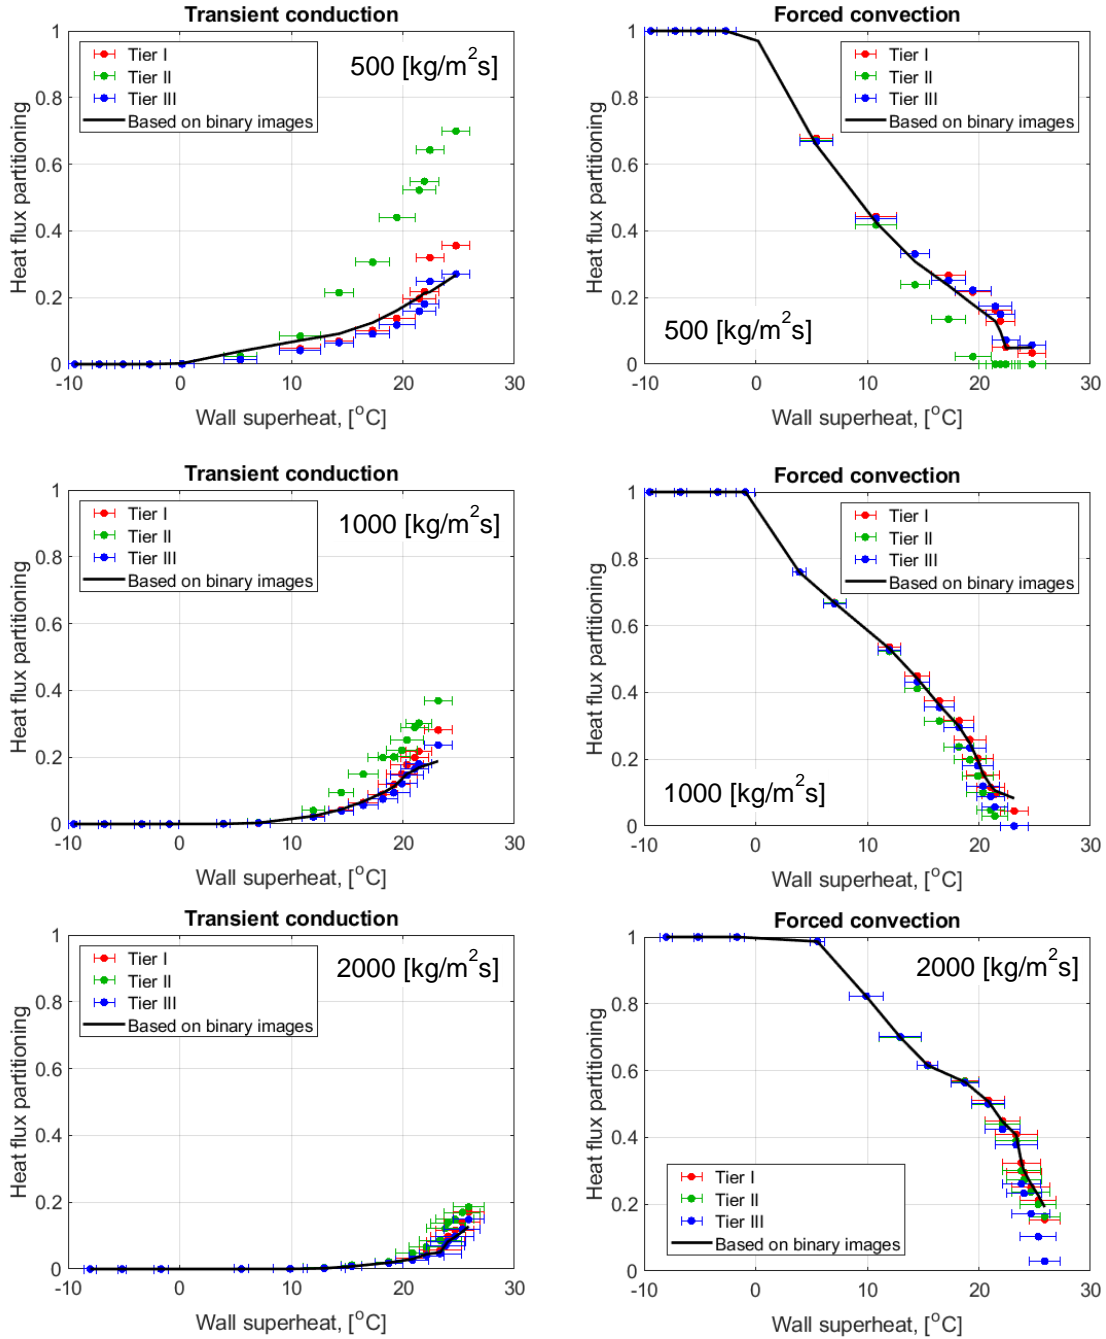 Transient conduction
Heat flux partitioning
1
0.8
0.6
0.4
0.2
0
Tier I
Tier II
Tier III
Based on binary images
500 [kg/m²s]
-10 0 10 20 30
Wall superheat, [°C]
Forced convection
Heat flux partitioning
1
0.8
0.6
0.4
0.2
0
Tier I
Tier II
Tier III
Based on binary images
500 [kg/m²s]
-10 0 10 20 30
Wall superheat, [°C]
Transient conduction
Heat flux partitioning
1
0.8
0.6
0.4
0.2
0
Tier I
Tier II
Tier III
Based on binary images
1000 [kg/m²s]
-10 0 10 20 30
Wall superheat, [°C]
Forced convection
Heat flux partitioning
1
0.8
0.6
0.4
0.2
0
Tier I
Tier II
Tier III
Based on binary images
1000 [kg/m²s]
-10 0 10 20 30
Wall superheat, [°C]
Transient conduction
Heat flux partitioning
1
0.8
0.6
0.4
0.2
0
Tier I
Tier II
Tier III
Based on binary images
2000 [kg/m²s]
-10 0 10 20 30
Wall superheat, [°C]
Forced convection
Heat flux partitioning
1
0.8
0.6
0.4
0.2
0
2000 [kg/m²s]
Tier I
Tier II
Tier III
Based on binary images
-10 0 10 20 30
Wall superheat, [°C]